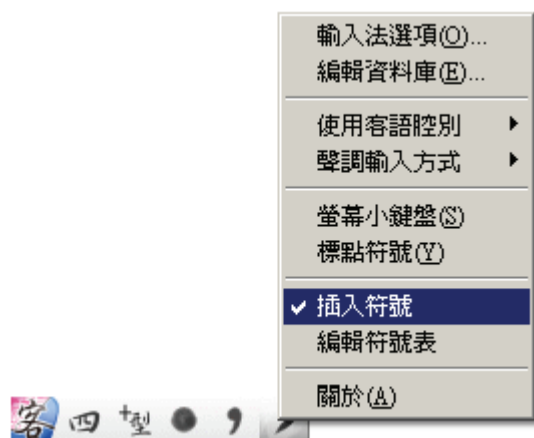 輸入法選項(O)...
編輯資料庫(E)...
使用客語腔別
聲調輸入方式
螢幕小鍵盤(S)
標點符號(Y)
插入符號
編輯符號表
關於(A)
客 四 +型 ● ，